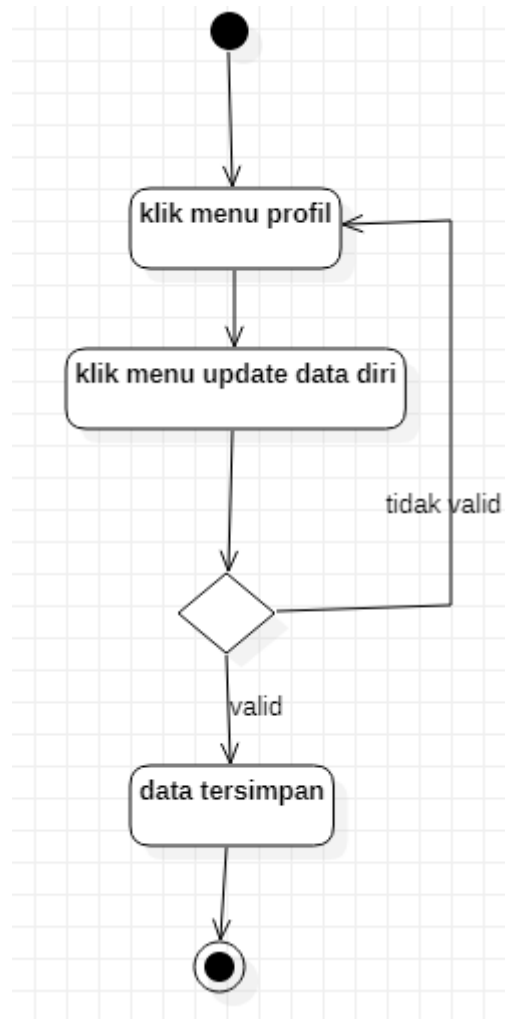 klik menu profil
klik menu update data diri
tidak valid
valid
data tersimpan